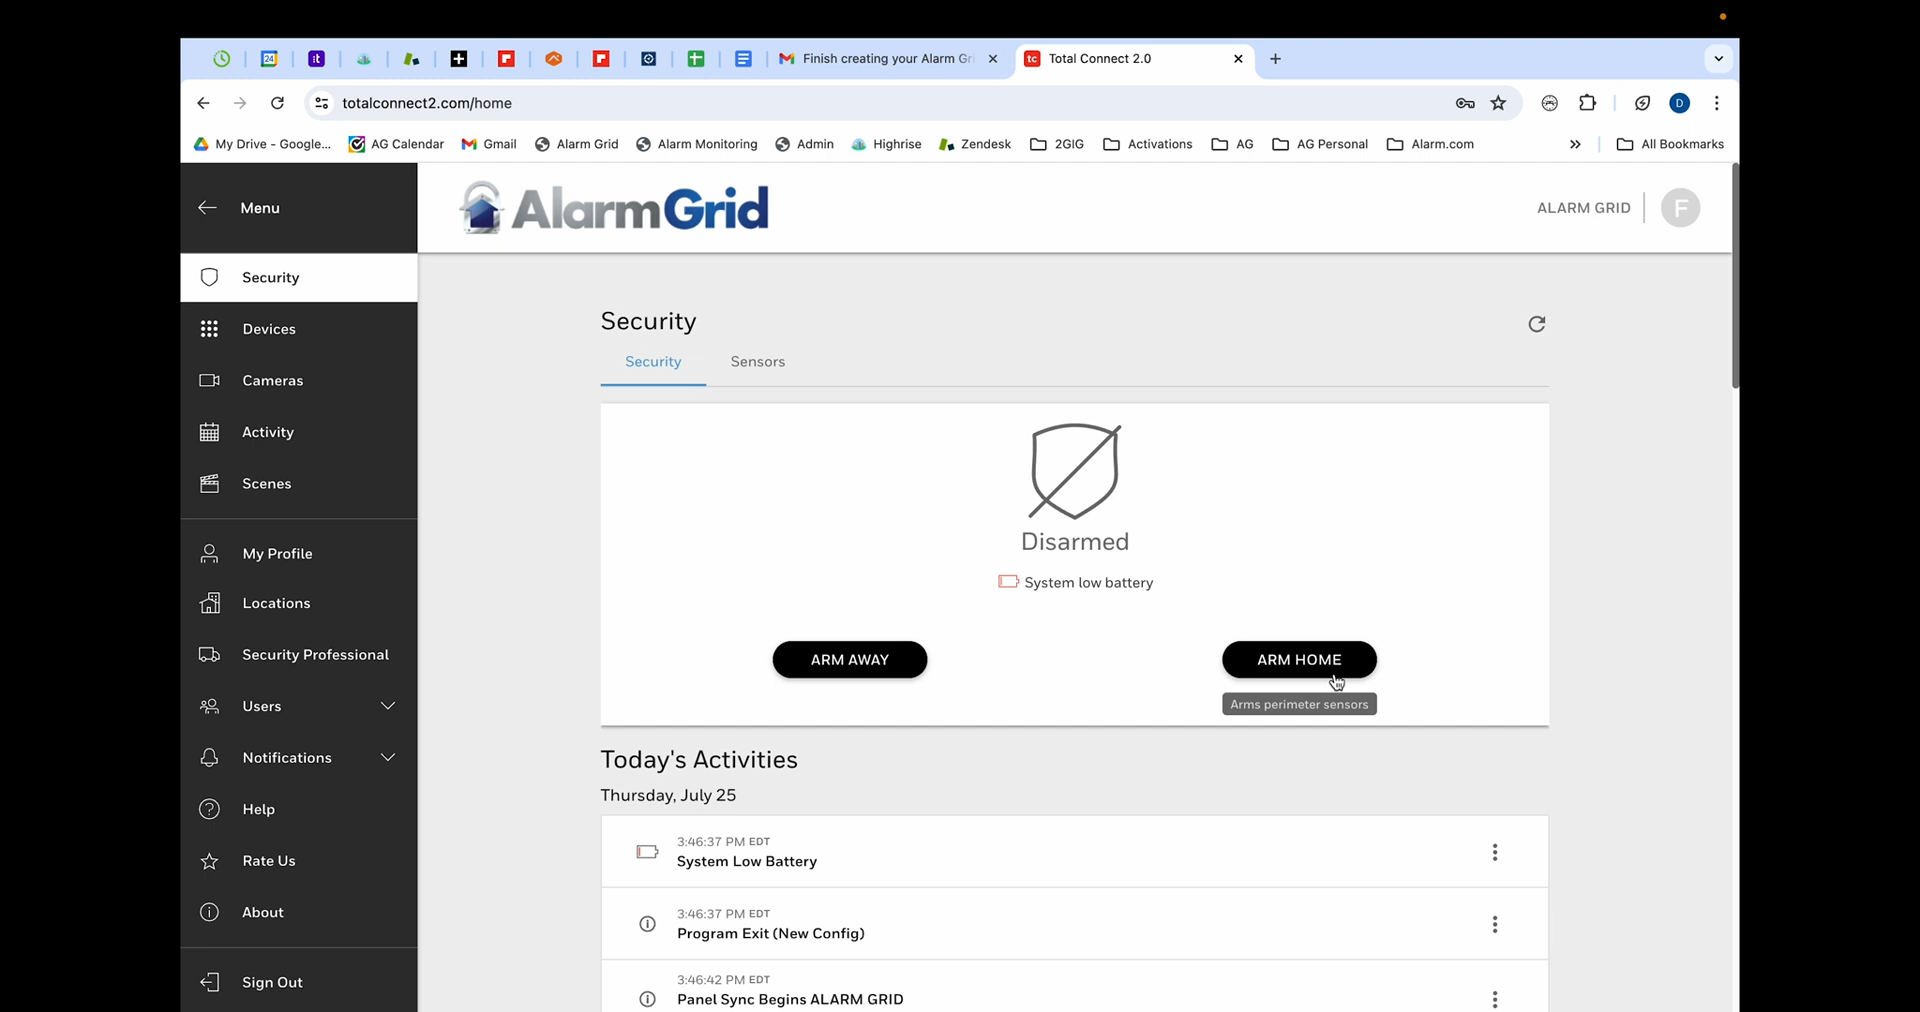 24
Finish creating your Alarm Gr
tc
Total Connect 2.0
totalconnect2.com/home
D
My Drive - Google...
AG Calendar
Gmail
Alarm Grid
Alarm Monitoring
Admin
Highrise
Zendesk
2GIG
Activations
AG
AG Personal
Alarm.com
All Bookmarks
Menu
AlarmGrid
ALARM GRID
F
Security
Devices
Cameras
Activity
Scenes
My Profile
Locations
Security Professional
Users
Notifications
Help
Rate Us
About
Sign Out
Security
Security
Sensors
Disarmed
System low battery
ARM AWAY
ARM HOME
Arms perimeter sensors
Today's Activities
Thursday, July 25
3:46:37 PM EDT
System Low Battery
3:46:37 PM EDT
Program Exit (New Config)
3:46:42 PM EDT
Panel Sync Begins ALARM GRID